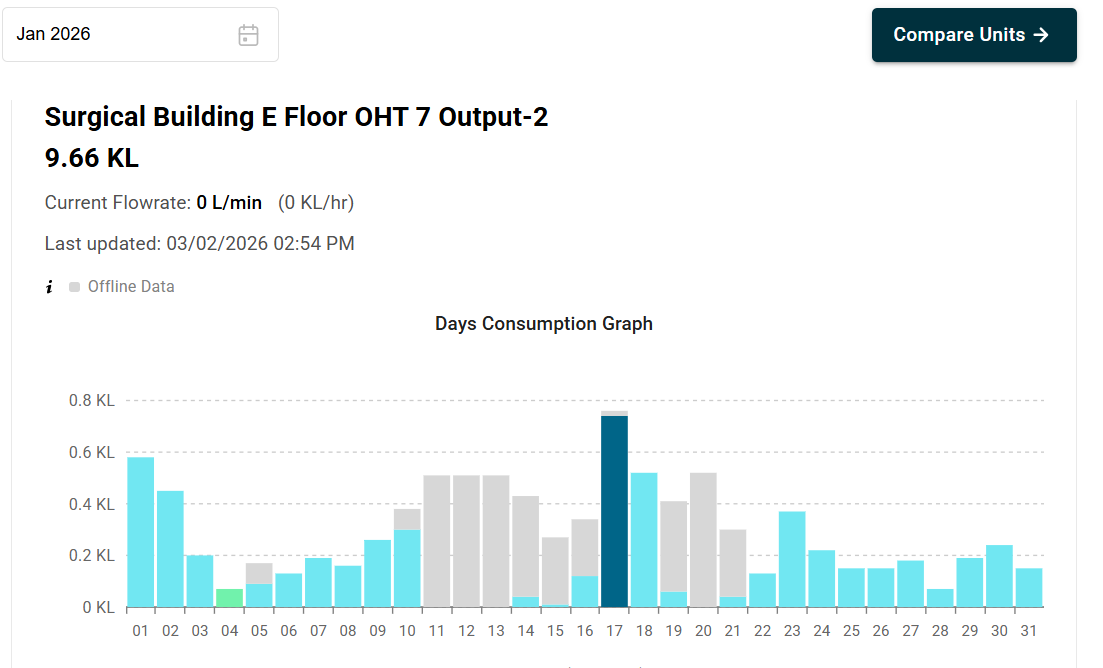 Jan 2026
Compare Units →
Surgical Building E Floor OHT 7 Output-2
9.66 KL
Current Flowrate: 0 L/min (0 KL/hr)
Last updated: 03/02/2026 02:54 PM
i Offline Data
Days Consumption Graph
0.8 KL
0.6 KL
0.4 KL
0.2 KL
0 KL
01 02 03 04 05 06 07 08 09 10 11 12 13 14 15 16 17 18 19 20 21 22 23 24 25 26 27 28 29 30 31